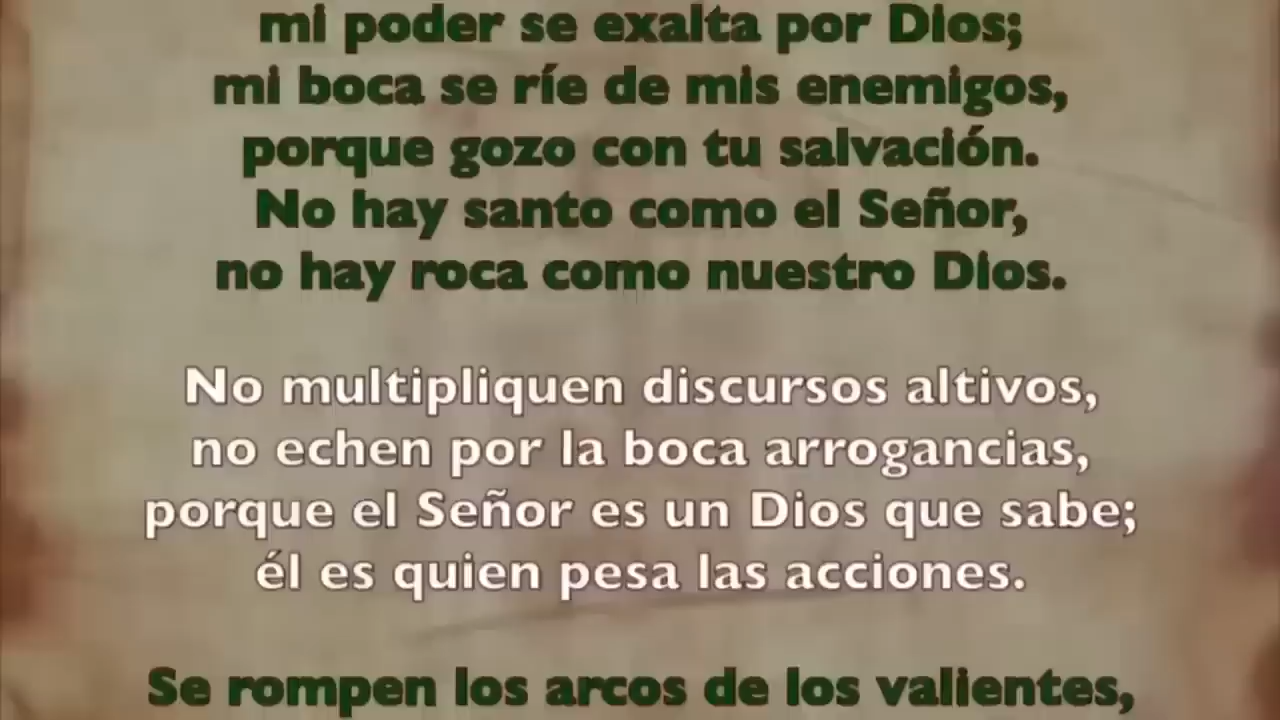 mi poder se exalta por Dios;
mi boca se ríe de mis enemigos,
porque gozo con tu salvación.
No hay santo como el Señor,
no hay roca como nuestro Dios.
No multipliquen discursos altivos,
no echen por la boca arrogancias,
porque el Señor es un Dios que sabe;
él es quien pesa las acciones.
Se rompen los arcos de los valientes,